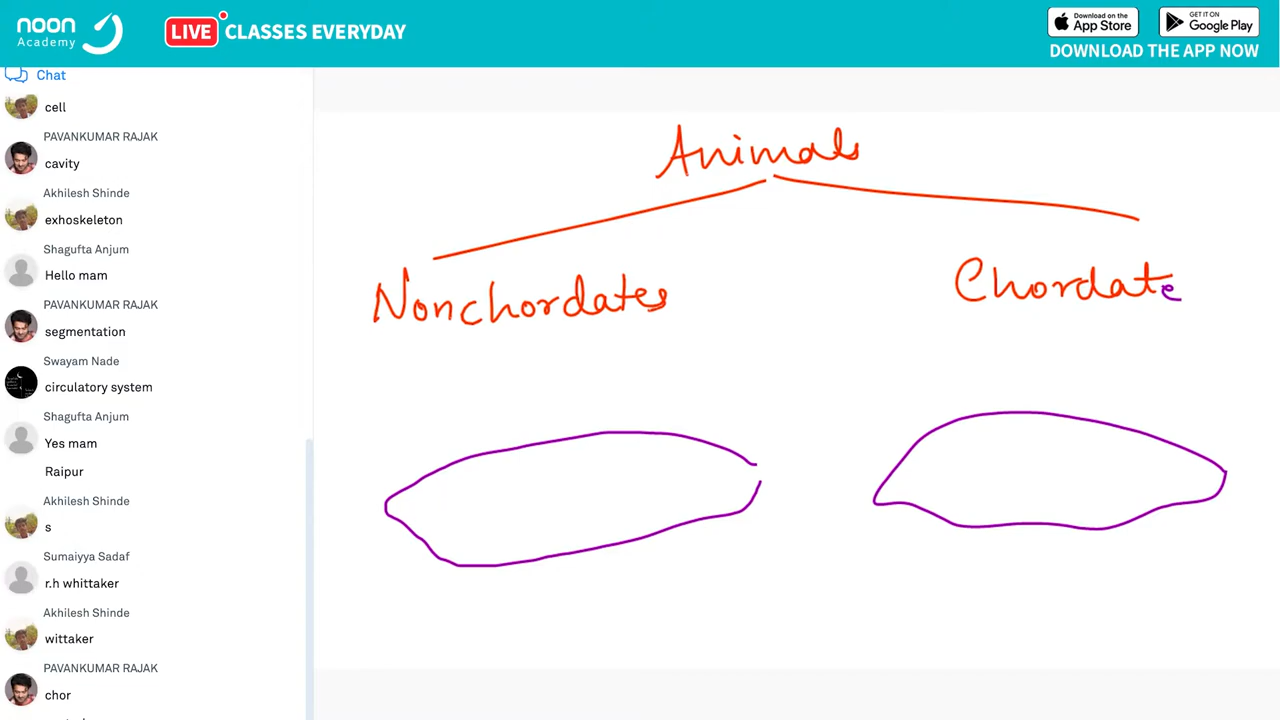 noon
Academy
LIVE CLASSES EVERYDAY
Download on the
App Store
GET IT ON
Google Play
DOWNLOAD THE APP NOW
Chat
cell
PAVANKUMAR RAJAK
cavity
Akhilesh Shinde
exhoskeleton
Shagufta Anjum
Hello mam
PAVANKUMAR RAJAK
segmentation
Swayam Nade
circulatory system
Shagufta Anjum
Yes mam
Raipur
Akhilesh Shinde
s
Sumaiyya Sadaf
r.h whittaker
Akhilesh Shinde
wittaker
PAVANKUMAR RAJAK
chor
Animals
Nonchordates
Chordate